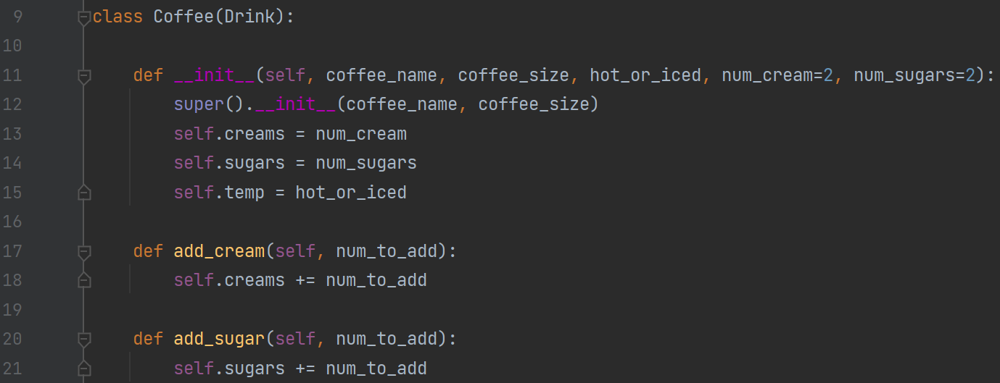 9 class Coffee(Drink):
10
11     def __init__(self, coffee_name, coffee_size, hot_or_iced, num_cream=2, num_sugars=2):
12         super().__init__(coffee_name, coffee_size)
13         self.creams = num_cream
14         self.sugars = num_sugars
15         self.temp = hot_or_iced
16
17     def add_cream(self, num_to_add):
18         self.creams += num_to_add
19
20     def add_sugar(self, num_to_add):
21         self.sugars += num_to_add